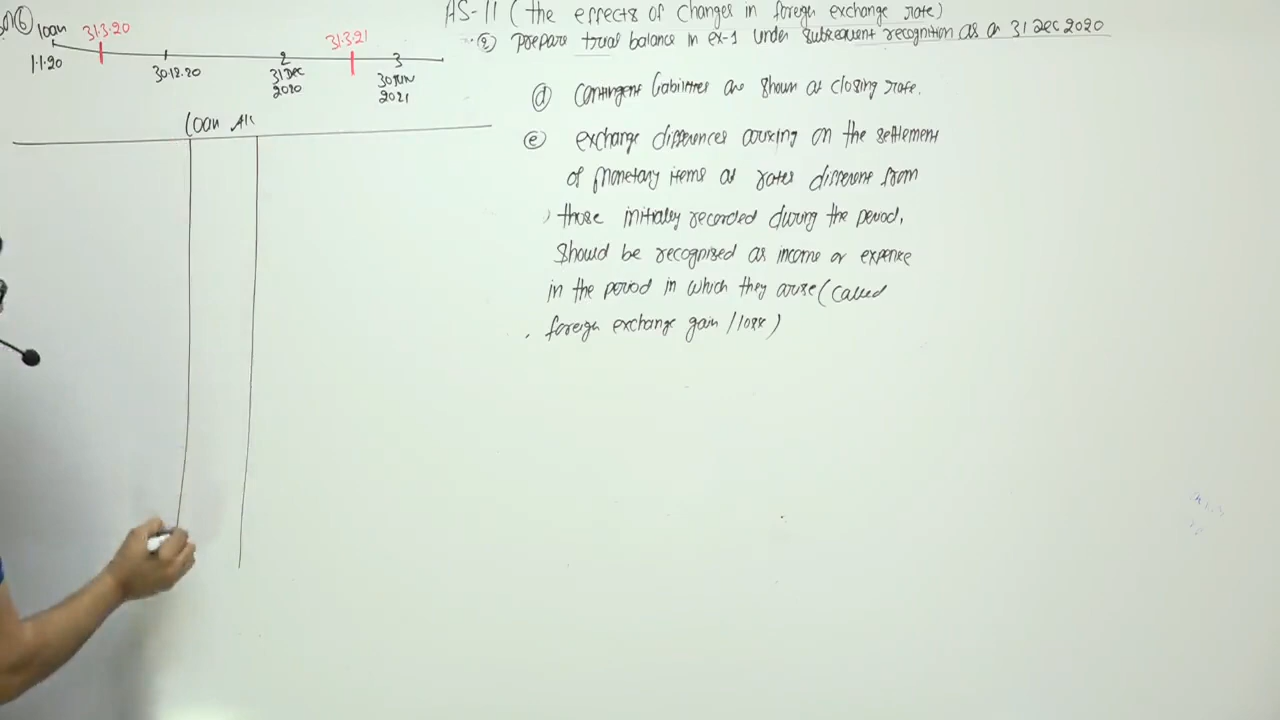 AS-11 (The effects of changes in foreign exchange rate)
Q) Prepare trial balance in ex-1 under subsequent recognition as on 31 Dec 2020
⑥ loan 31.3.20 31.3.21
1.1.20 30.12.20 2 31 Dec 2020 3 30 Jun 2021
Loan A/c
(d) Contingent liabilities are shown at closing rate.
(e) exchange differences arising on the settlement
of monetary items at rates different from
those initially recorded during the period,
should be recognised as income or expense
in the period in which they arise (called
foreign exchange gain / loss)